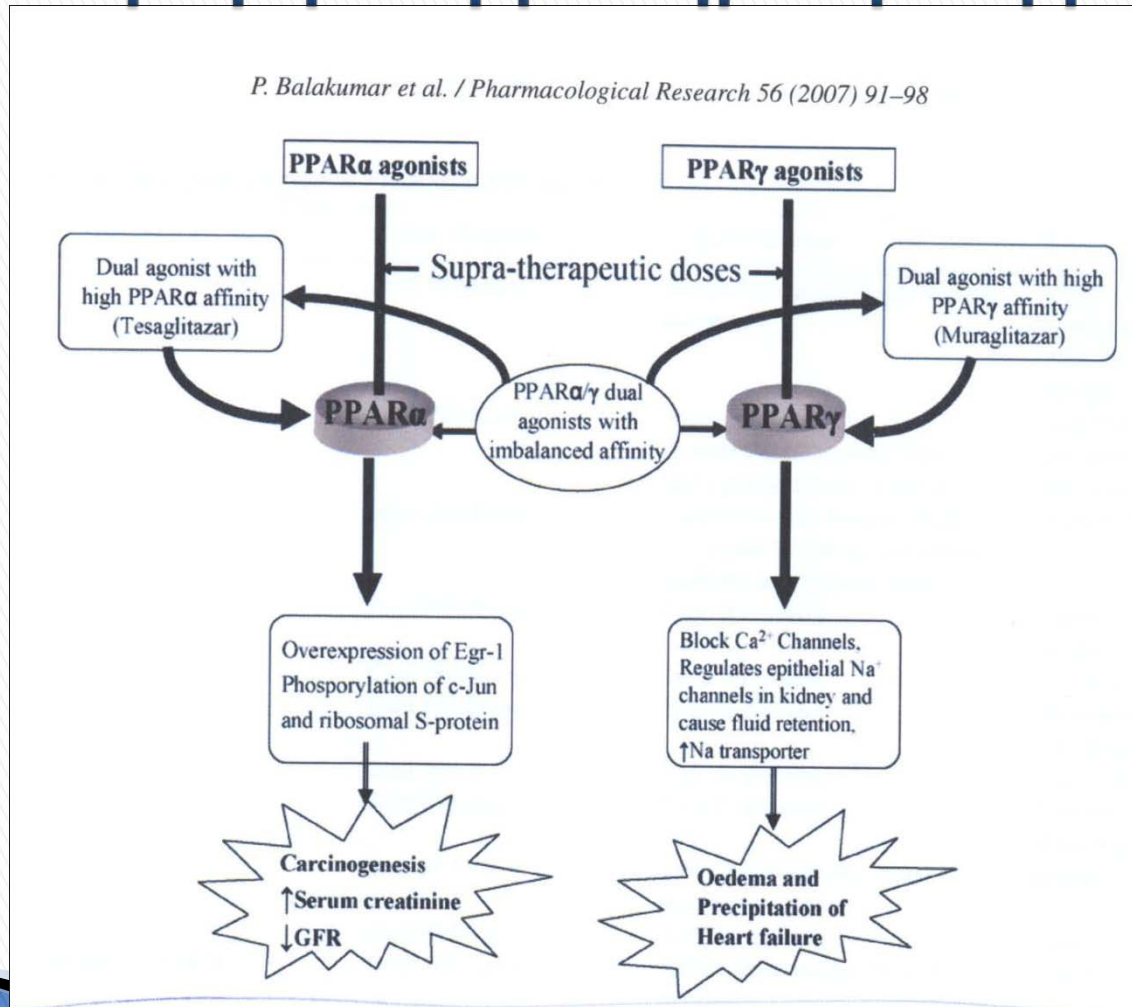 P. Balakumar et al. / Pharmacological Research 56 (2007) 91–98
PPARα agonists
PPARγ agonists
Supra-therapeutic doses
Dual agonist with
high PPARα affinity
(Tesaglitazar)
Dual agonist with high
PPARγ affinity
(Muraglitazar)
PPARα/γ dual
agonists with
imbalanced affinity
PPARα
PPARγ
Overexpression of Egr-1
Phosporylation of c-Jun
and ribosomal S-protein
Block Ca²⁺ Channels,
Regulates epithelial Na⁺
channels in kidney and
cause fluid retention,
↑Na transporter
Carcinogenesis
↑Serum creatinine
↓GFR
Oedema and
Precipitation of
Heart failure